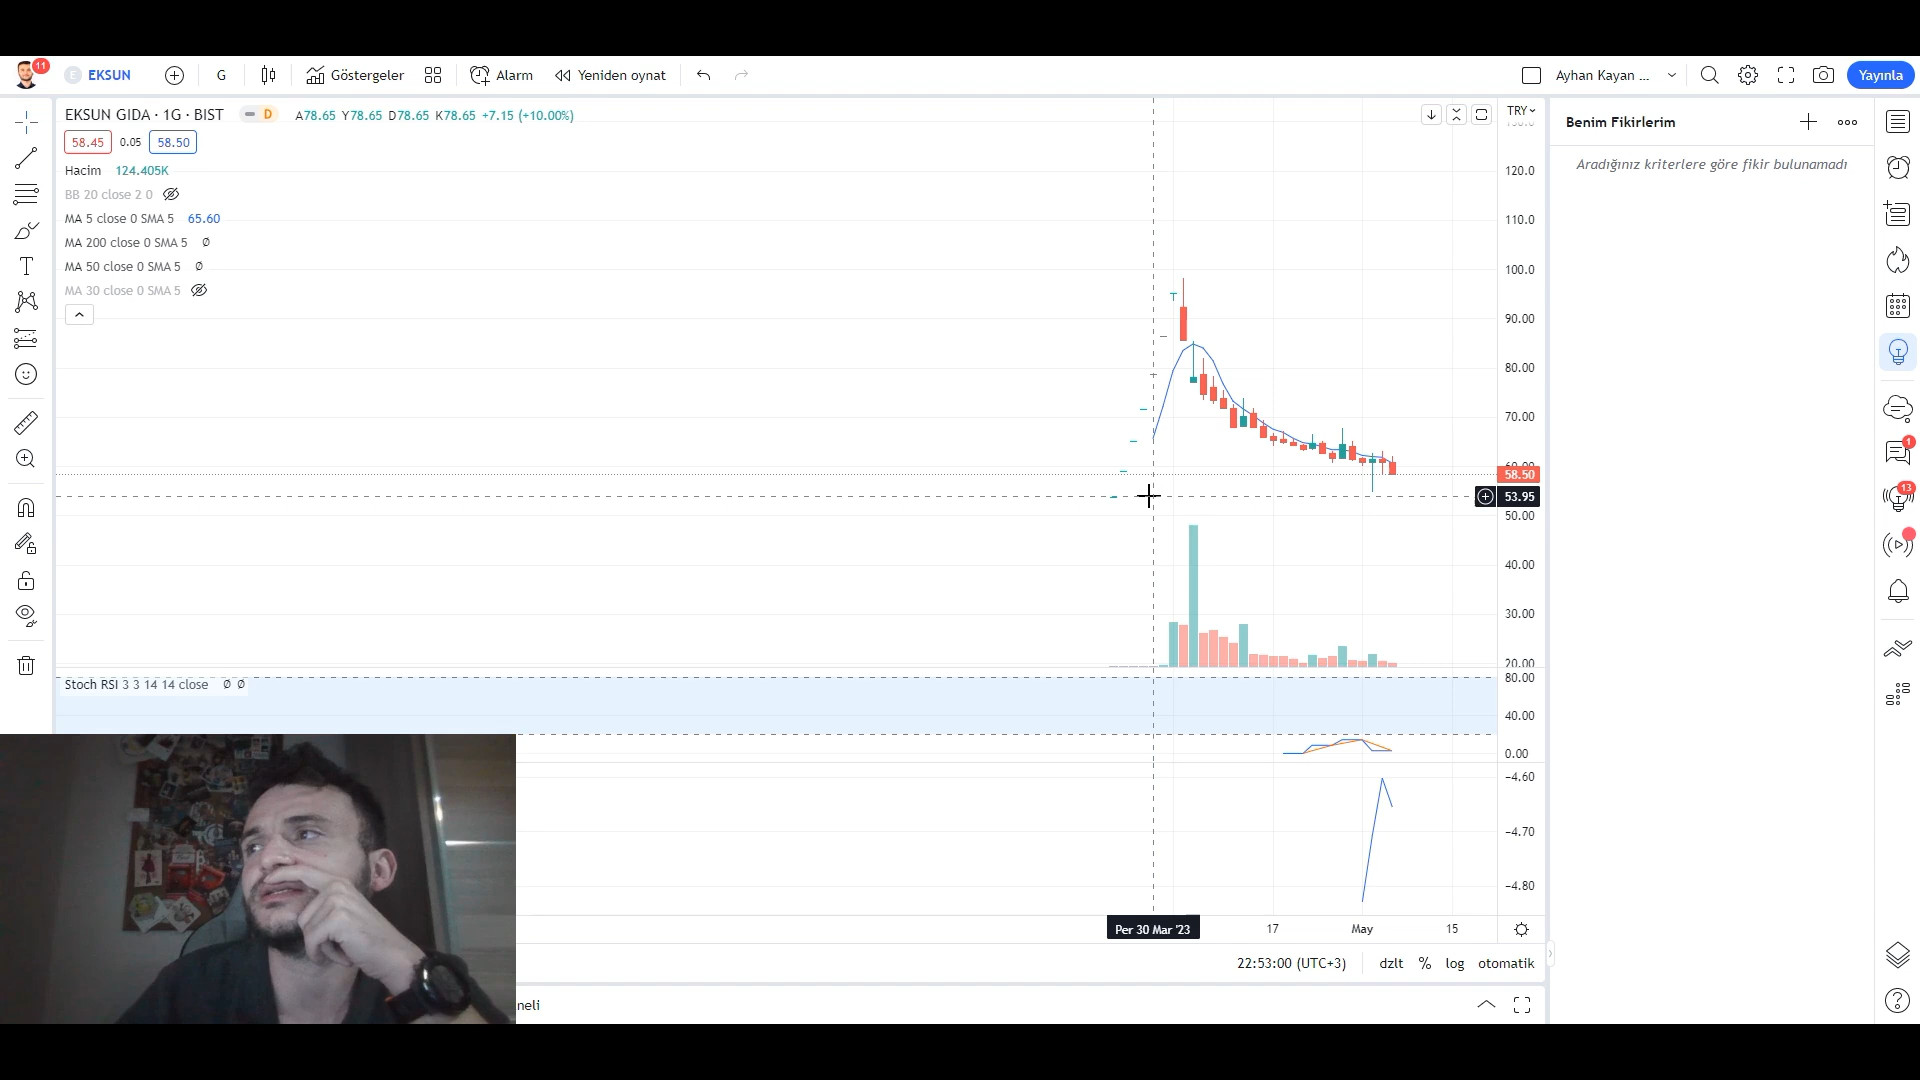 11
E EKSUN G Göstergeler Alarm Yeniden oynat Ayhan Kayan ... Yayınla
EKSUN GIDA · 1G · BIST D A78.65 Y78.65 D78.65 K78.65 +7.15 (+10.00%)
58.45 0.05 58.50
Hacim 124.405K
BB 20 close 2 0
MA 5 close 0 SMA 5 65.60
MA 200 close 0 SMA 5 Ø
MA 50 close 0 SMA 5 Ø
MA 30 close 0 SMA 5
TRY
120.0
110.0
100.0
90.00
80.00
70.00
60.00
58.50
53.95
50.00
40.00
30.00
20.00
Stoch RSI 3 3 14 14 close Ø Ø
80.00
40.00
0.00
−4.60
−4.70
−4.80
Per 30 Mar '23 17 May 15
22:53:00 (UTC+3) dzlt % log otomatik
neli
Benim Fikirlerim
Aradığınız kriterlere göre fikir bulunamadı
1
13